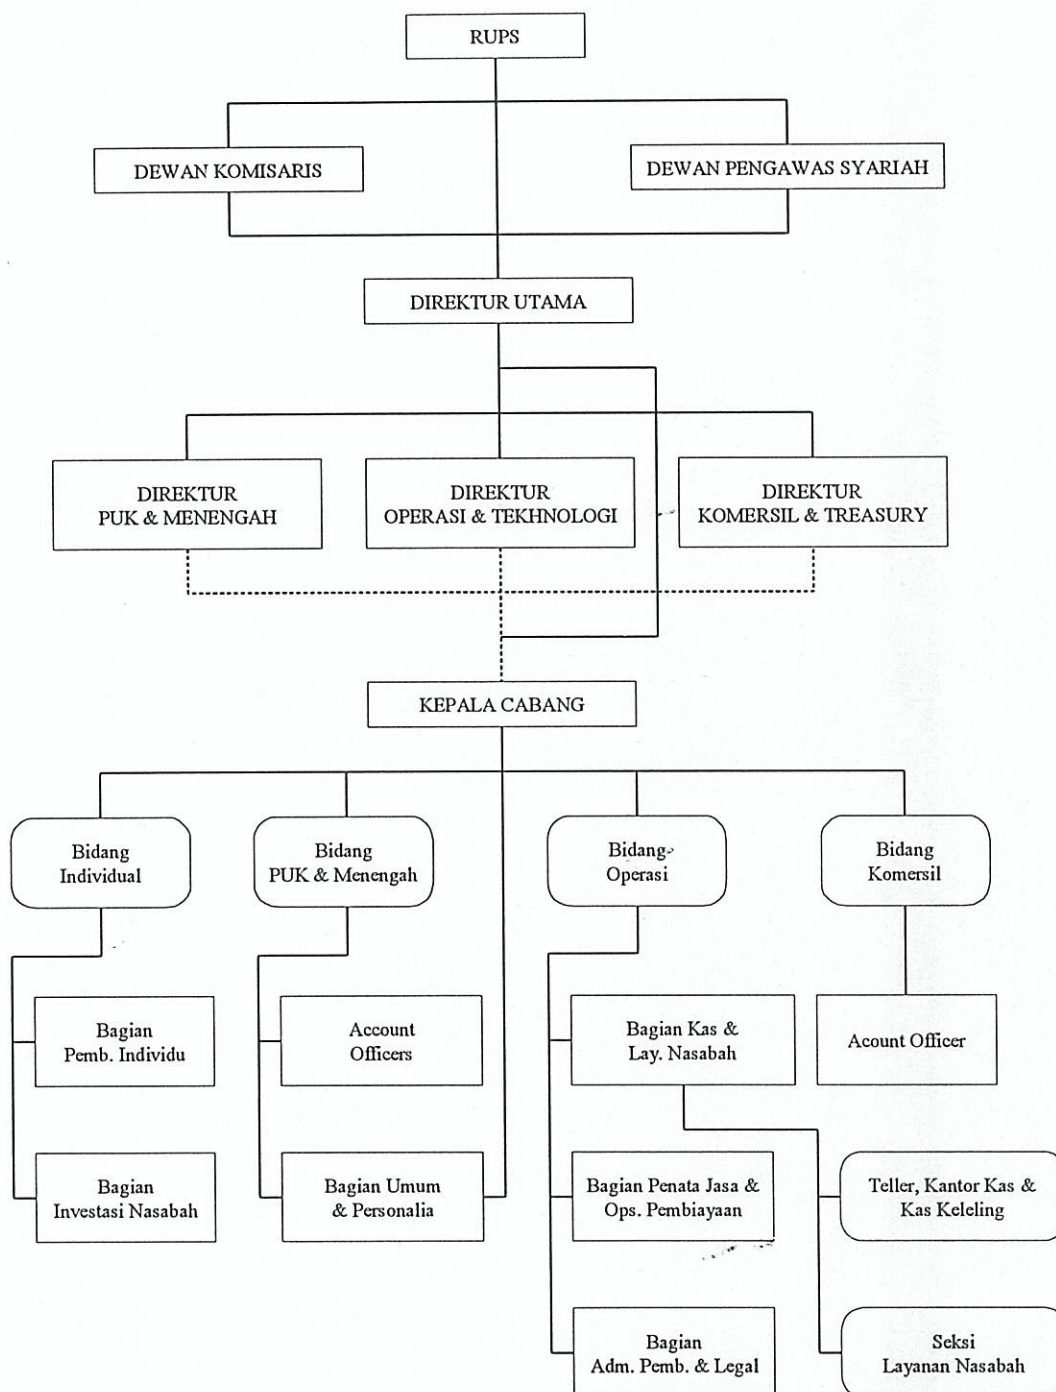 RUPS
DEWAN KOMISARIS
DEWAN PENGAWAS SYARIAH
DIREKTUR UTAMA
DIREKTUR
PUK & MENENGAH
DIREKTUR
OPERASI & TEKHNOLOGI
DIREKTUR
KOMERSIL & TREASURY
KEPALA CABANG
Bidang
Individual
Bidang
PUK & Menengah
Bidang
Operasi
Bidang
Komersil
Bagian
Pemb. Individu
Account
Officers
Bagian Kas &
Lay. Nasabah
Acount Officer
Bagian
Investasi Nasabah
Bagian Umum
& Personalia
Bagian Penata Jasa &
Ops. Pembiayaan
Teller, Kantor Kas &
Kas Keleling
Bagian
Adm. Pemb. & Legal
Seksi
Layanan Nasabah